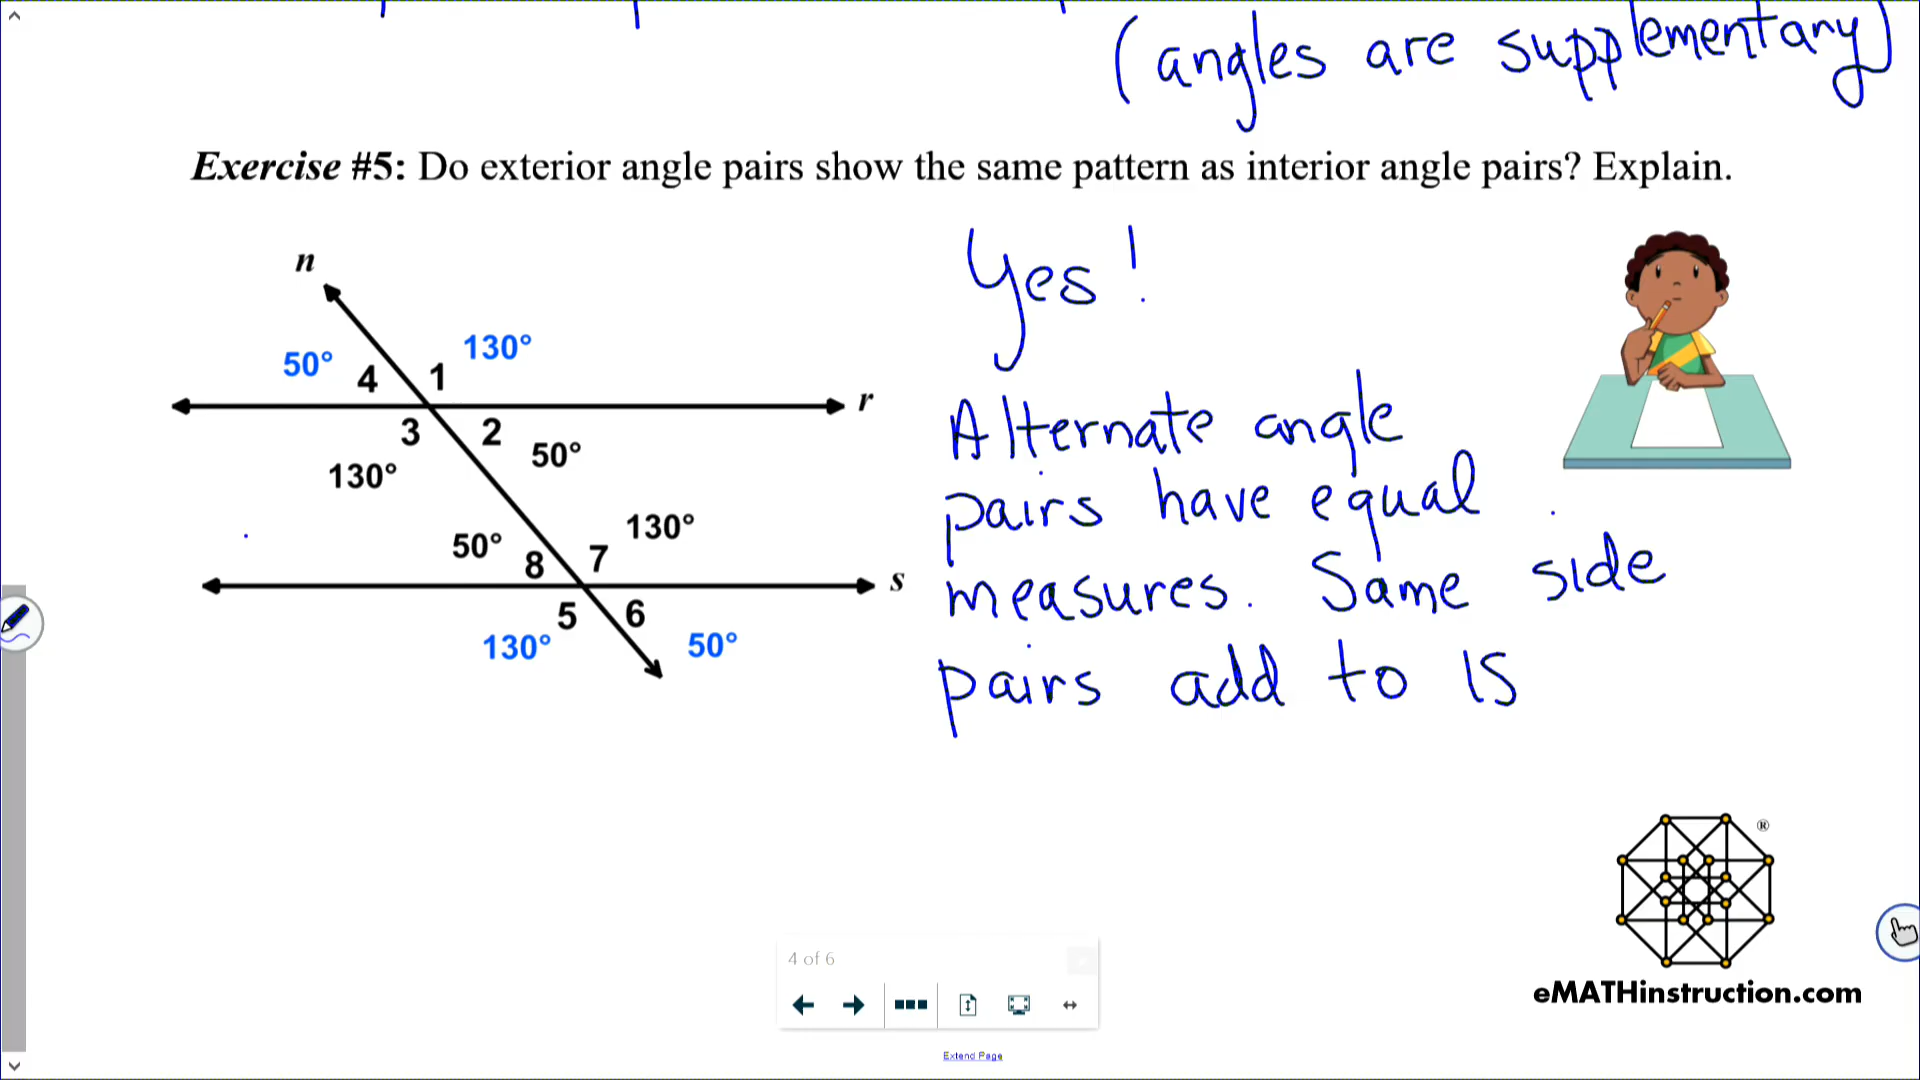 (angles are supplementary)
Exercise #5: Do exterior angle pairs show the same pattern as interior angle pairs? Explain.
n
Yes!
50° 4 1 130°
r
3 2 50°
130°
Alternate angle
pairs have equal
measures. Same side
pairs add to 18
50° 8 7 130°
s
5 6
130° 50°
®
eMATHinstruction.com
4 of 6
Extend Page